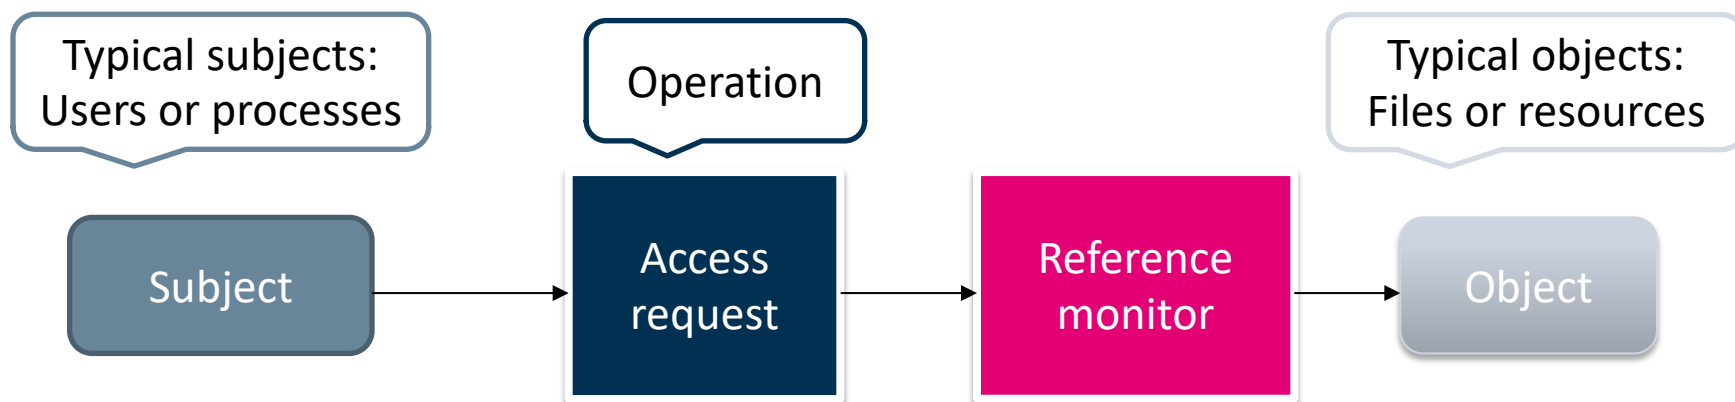 Typical subjects:
Users or processes
Operation
Typical objects:
Files or resources
Subject
Access
request
Reference
monitor
Object